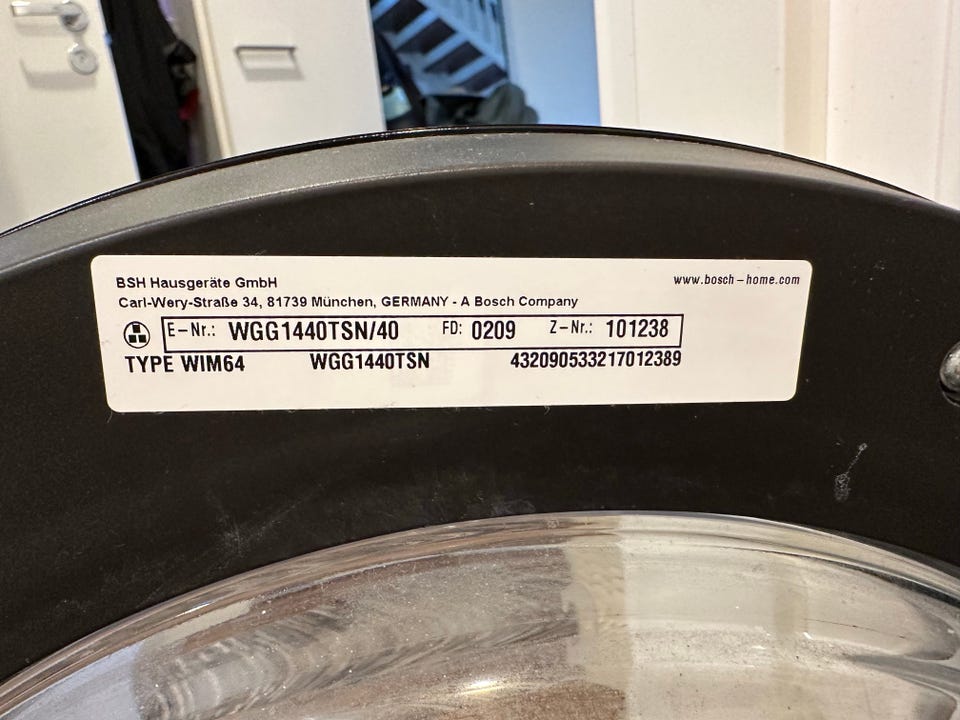 BSH Hausgeräte GmbH www.bosch-home.com
Carl-Wery-Straße 34, 81739 München, GERMANY - A Bosch Company
E-Nr.: WGG1440TSN/40 FD: 0209 Z-Nr.: 101238
TYPE WIM64 WGG1440TSN 432090533217012389